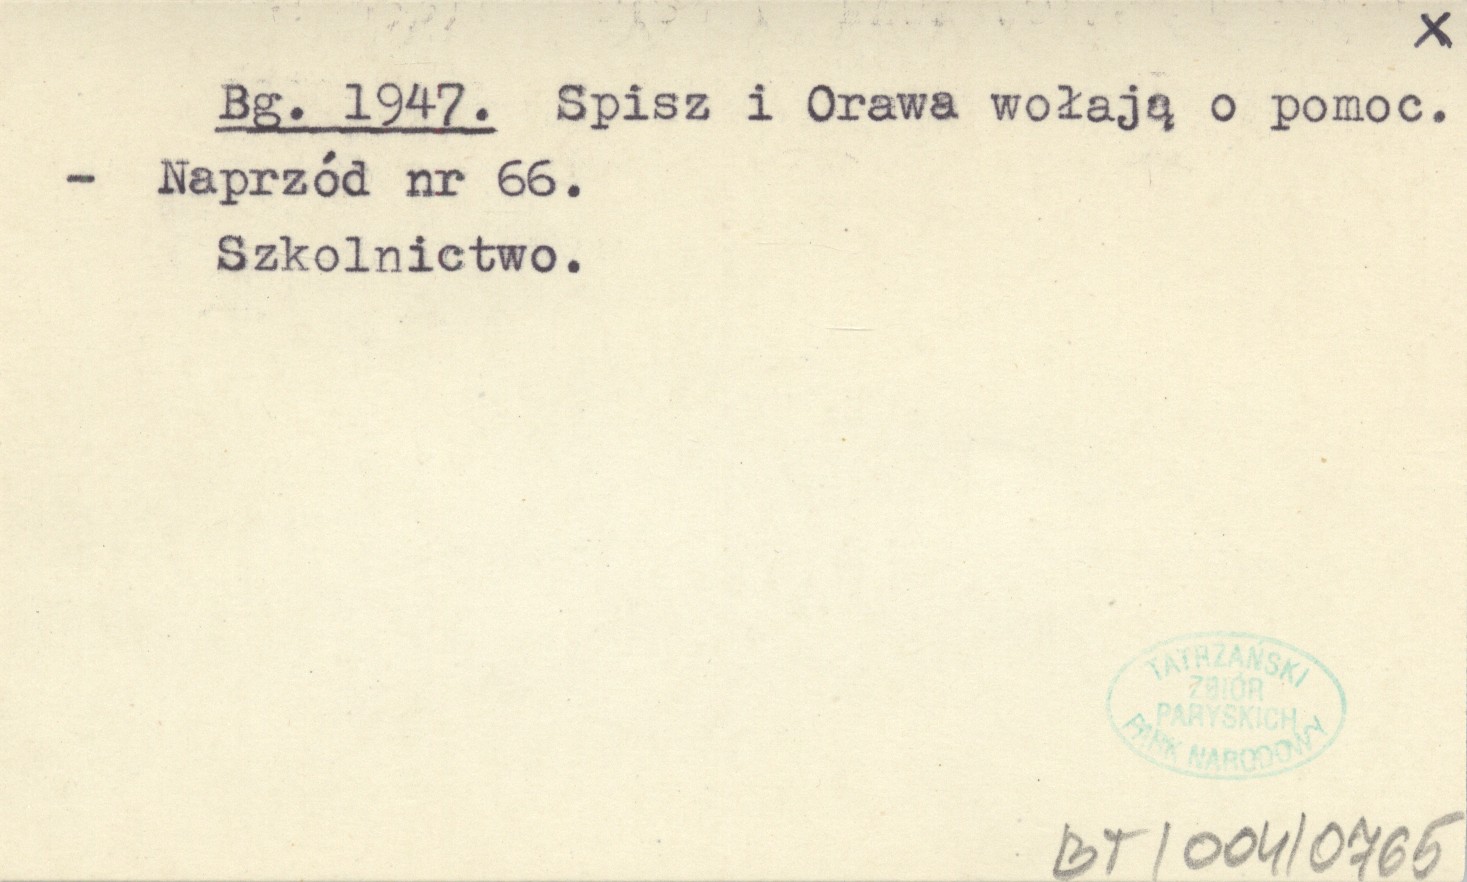 x
Bg. 1947. Spisz i Orawa wołają o pomoc.
- Naprzód nr 66.
Szkolnictwo.
TATRZAŃSKI
ZBIÓR
PARYSKICH
PARK NARODOWY
BT/004/0765